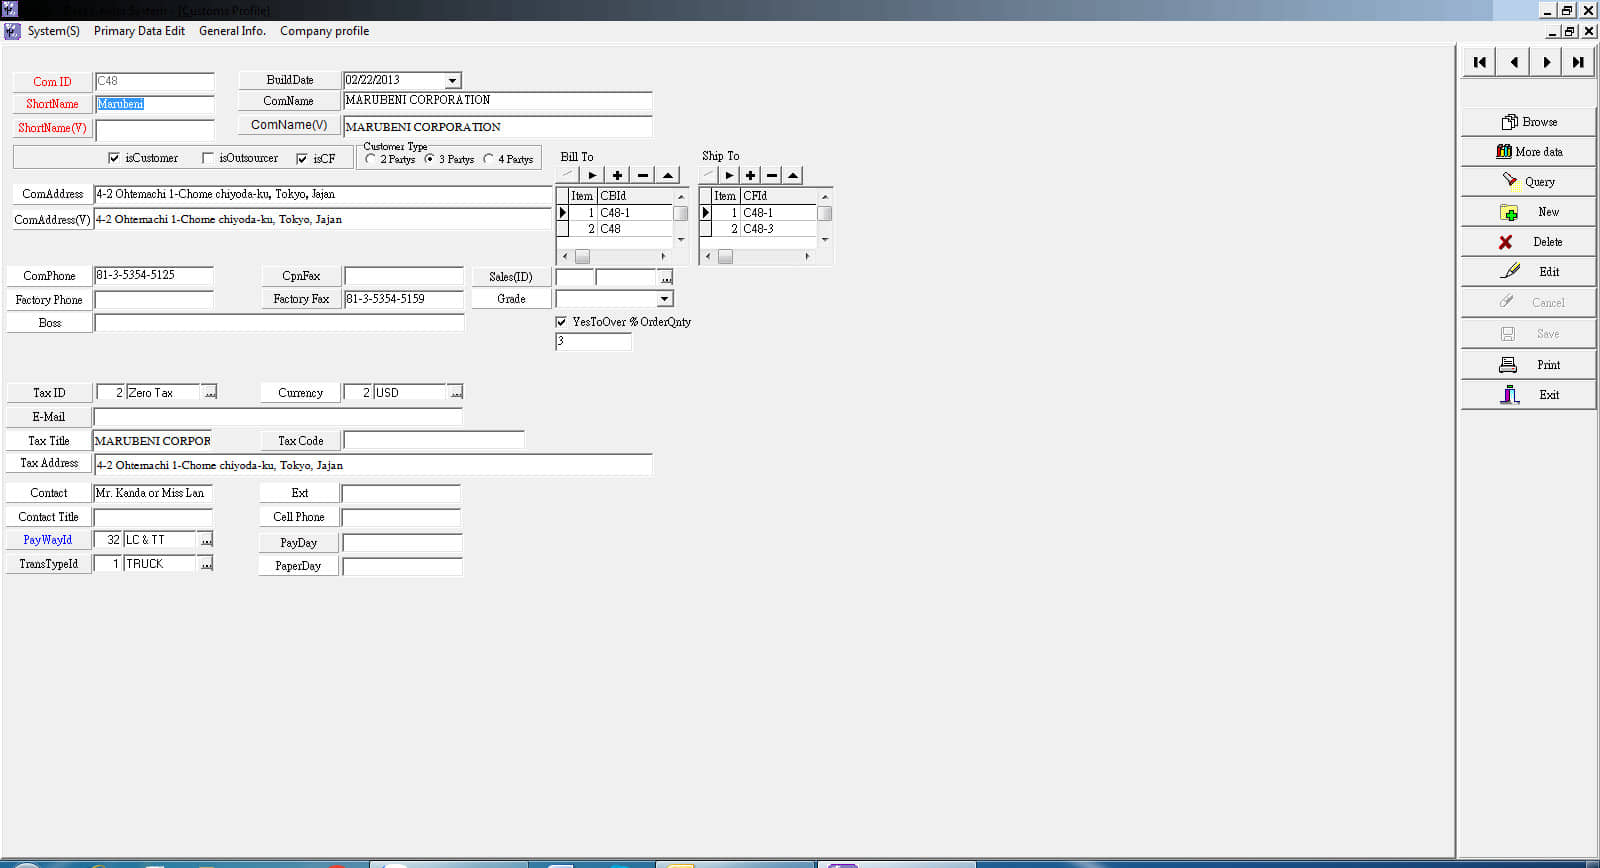 [Customs Profile]
System(S) Primary Data Edit General Info. Company profile
Com ID C48 BuildDate 02/22/2013
ShortName Marubeni ComName MARUBENI CORPORATION
ShortName(V) ComName(V) MARUBENI CORPORATION
isCustomer isOutsourcer isCF Customer Type 2 Partys 3 Partys 4 Partys
Bill To Ship To
ComAddress 4-2 Ohtemachi 1-Chome chiyoda-ku, Tokyo, Jajan
ComAddress(V) 4-2 Ohtemachi 1-Chome chiyoda-ku, Tokyo, Jajan
Item CBId Item CFId
1 C48-1 1 C48-1
2 C48 2 C48-3
ComPhone 81-3-5354-5125 CpnFax Sales(ID) ...
Factory Phone Factory Fax 81-3-5354-5159 Grade
Boss YesToOver % OrderQnty
3
Tax ID 2 Zero Tax ... Currency 2 USD ...
E-Mail
Tax Title MARUBENI CORPOR Tax Code
Tax Address 4-2 Ohtemachi 1-Chome chiyoda-ku, Tokyo, Jajan
Contact Mr. Kanda or Miss Lan Ext
Contact Title Cell Phone
PayWayId 32 LC & TT ... PayDay
TransTypeId 1 TRUCK ... PaperDay
Browse
More data
Query
New
Delete
Edit
Cancel
Save
Print
Exit